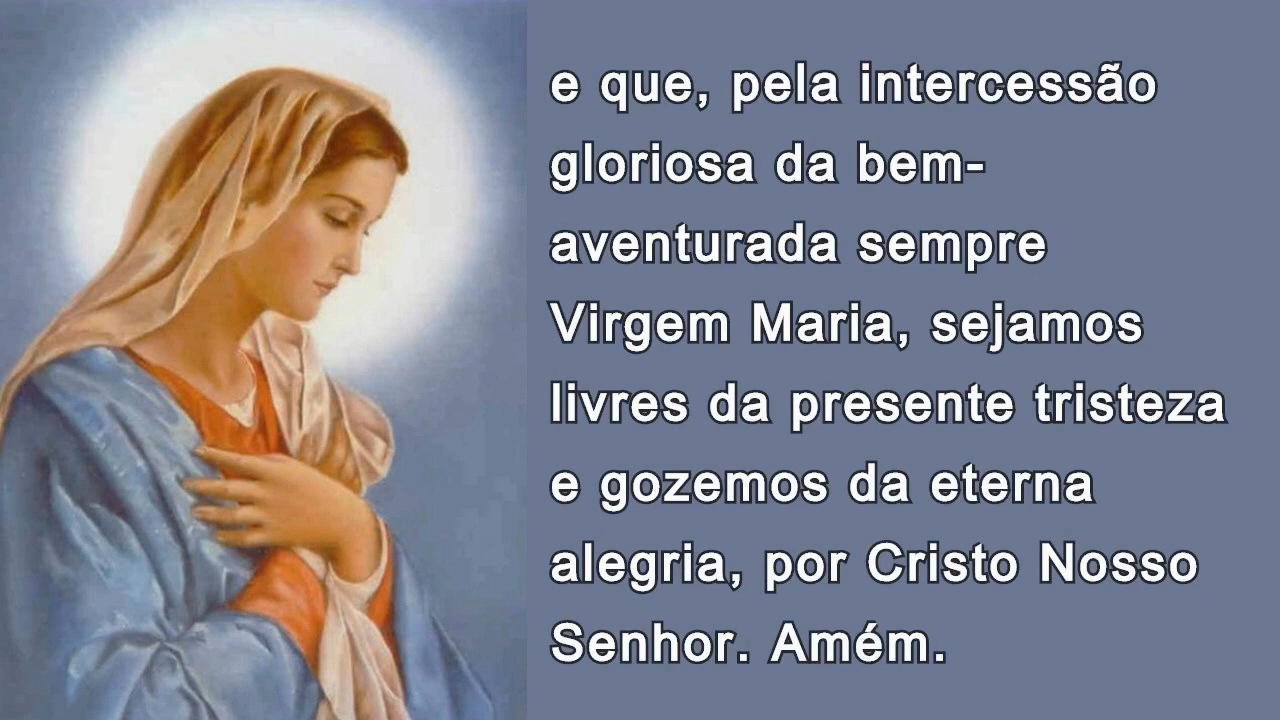 e que, pela intercessão
gloriosa da bem-
aventurada sempre
Virgem Maria, sejamos
livres da presente tristeza
e gozemos da eterna
alegria, por Cristo Nosso
Senhor. Amém.